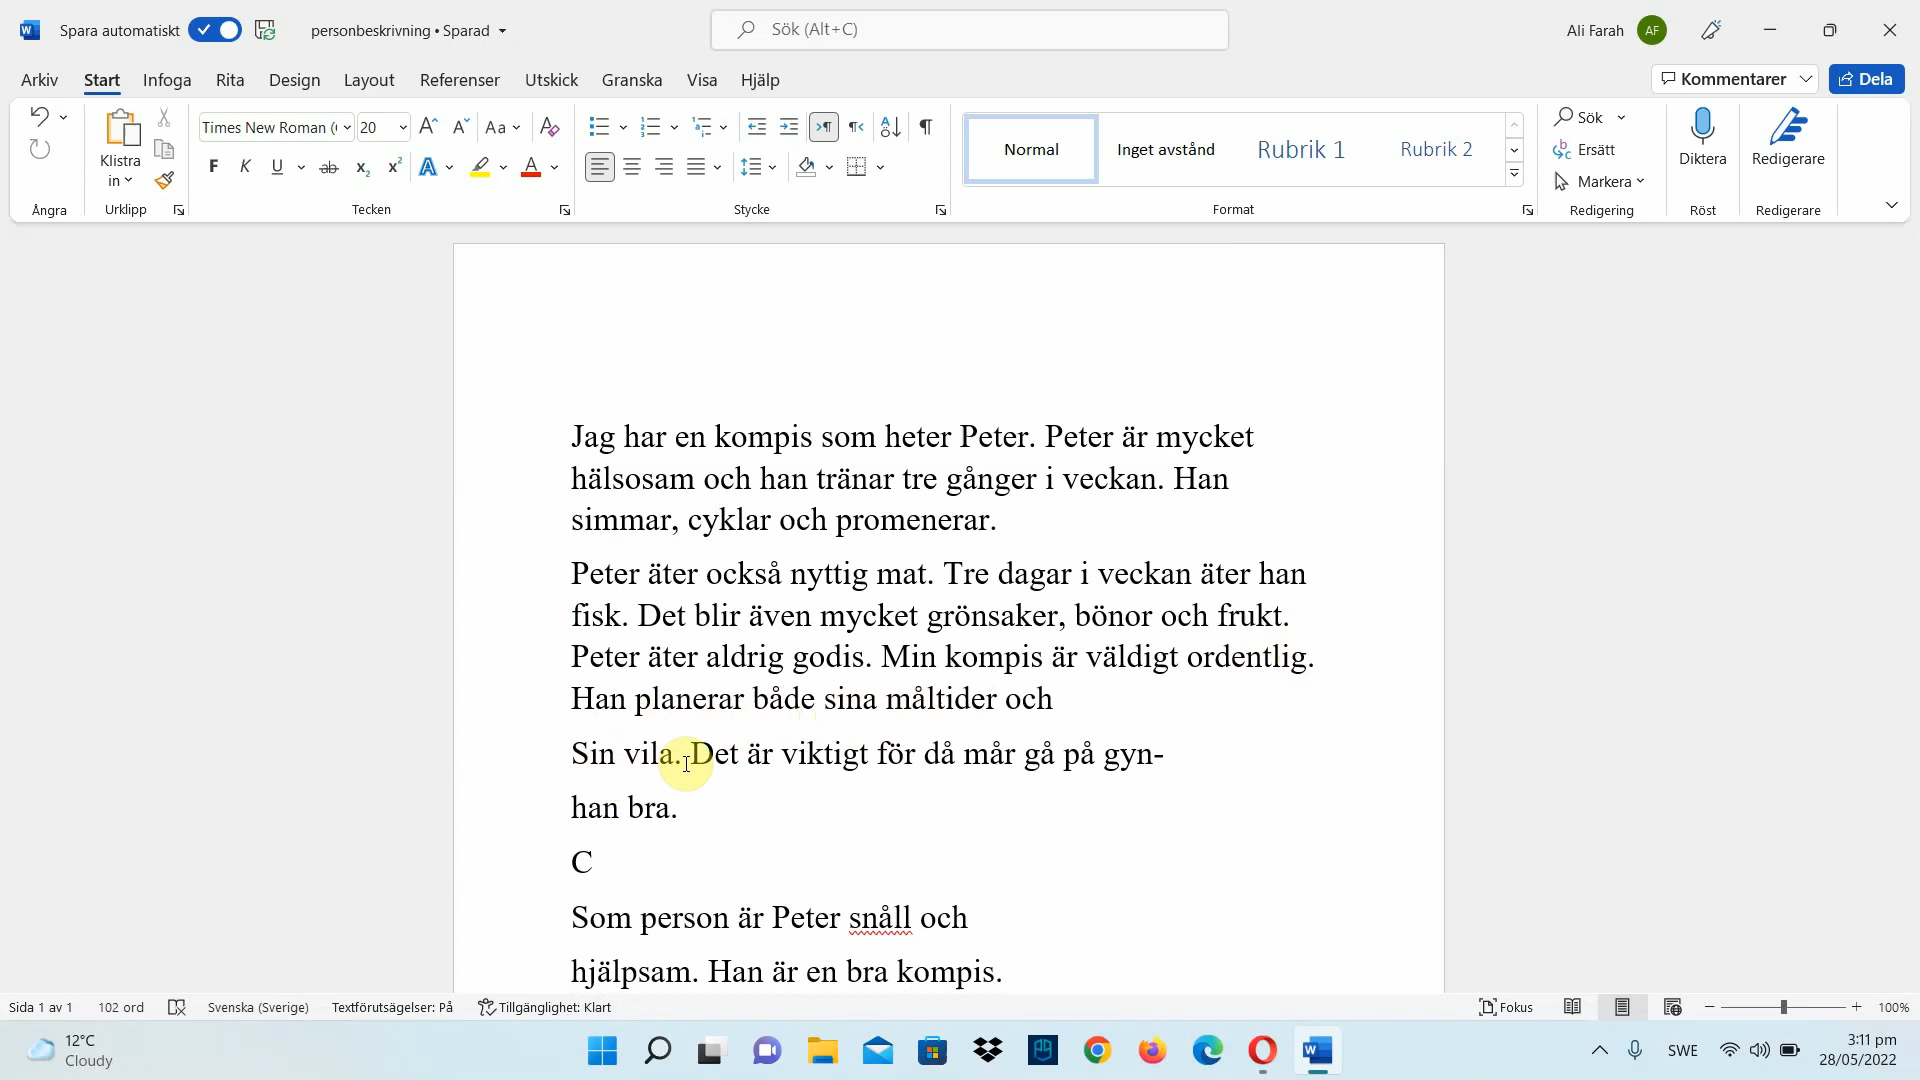 Spara automatiskt
personbeskrivning • Sparad
Sök (Alt+C)
Ali Farah
AF
Arkiv Start Infoga Rita Design Layout Referenser Utskick Granska Visa Hjälp
Kommentarer
Dela
Klistra
in
Times New Roman (
20
Aa
F K U ab x₂ x² A A
Normal
Inget avstånd
Rubrik 1
Rubrik 2
Sök
Ersätt
Markera
Diktera
Redigerare
Ångra
Urklipp
Tecken
Stycke
Format
Redigering
Röst
Redigerare
Jag har en kompis som heter Peter. Peter är mycket
hälsosam och han tränar tre gånger i veckan. Han
simmar, cyklar och promenerar.
Peter äter också nyttig mat. Tre dagar i veckan äter han
fisk. Det blir även mycket grönsaker, bönor och frukt.
Peter äter aldrig godis. Min kompis är väldigt ordentlig.
Han planerar både sina måltider och
Sin vila. Det är viktigt för då mår gå på gyn-
han bra.
C
Som person är Peter snåll och
hjälpsam. Han är en bra kompis.
Sida 1 av 1 102 ord Svenska (Sverige) Textförutsägelser: På Tillgänglighet: Klart
Fokus
100%
12°C
Cloudy
SWE
3:11 pm
28/05/2022